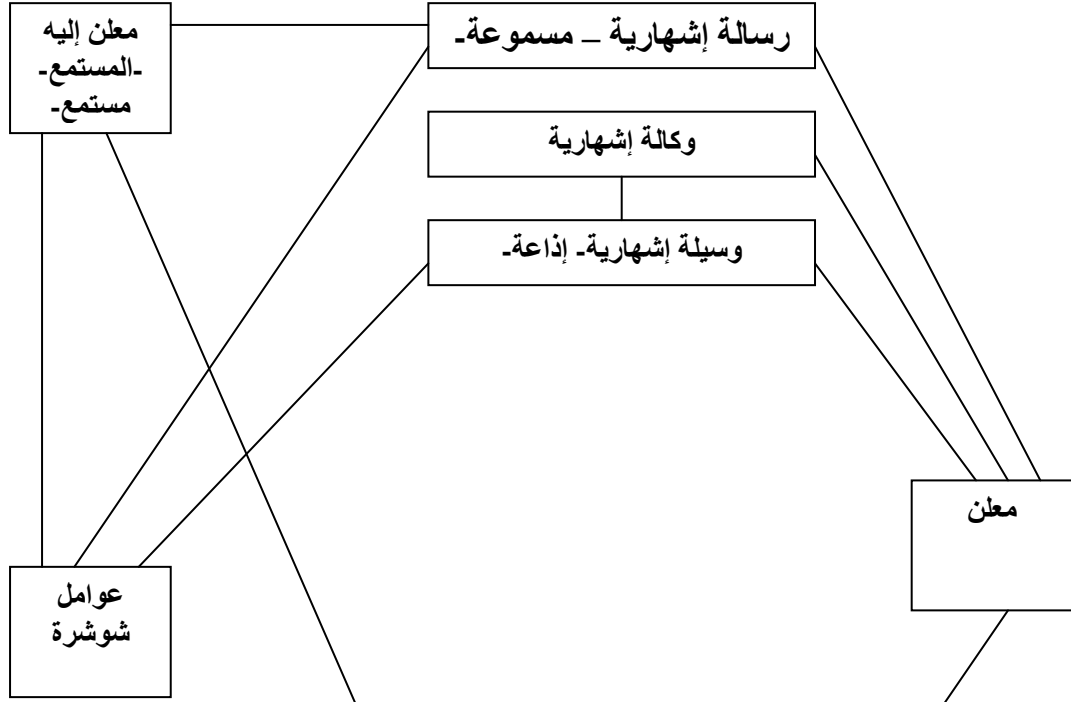 رسالة إشهارية – مسموعة-
معلن إليه
-المستمع-
مستمع-
وكالة إشهارية
وسيلة إشهارية- إذاعة-
معلن
عوامل
شوشرة